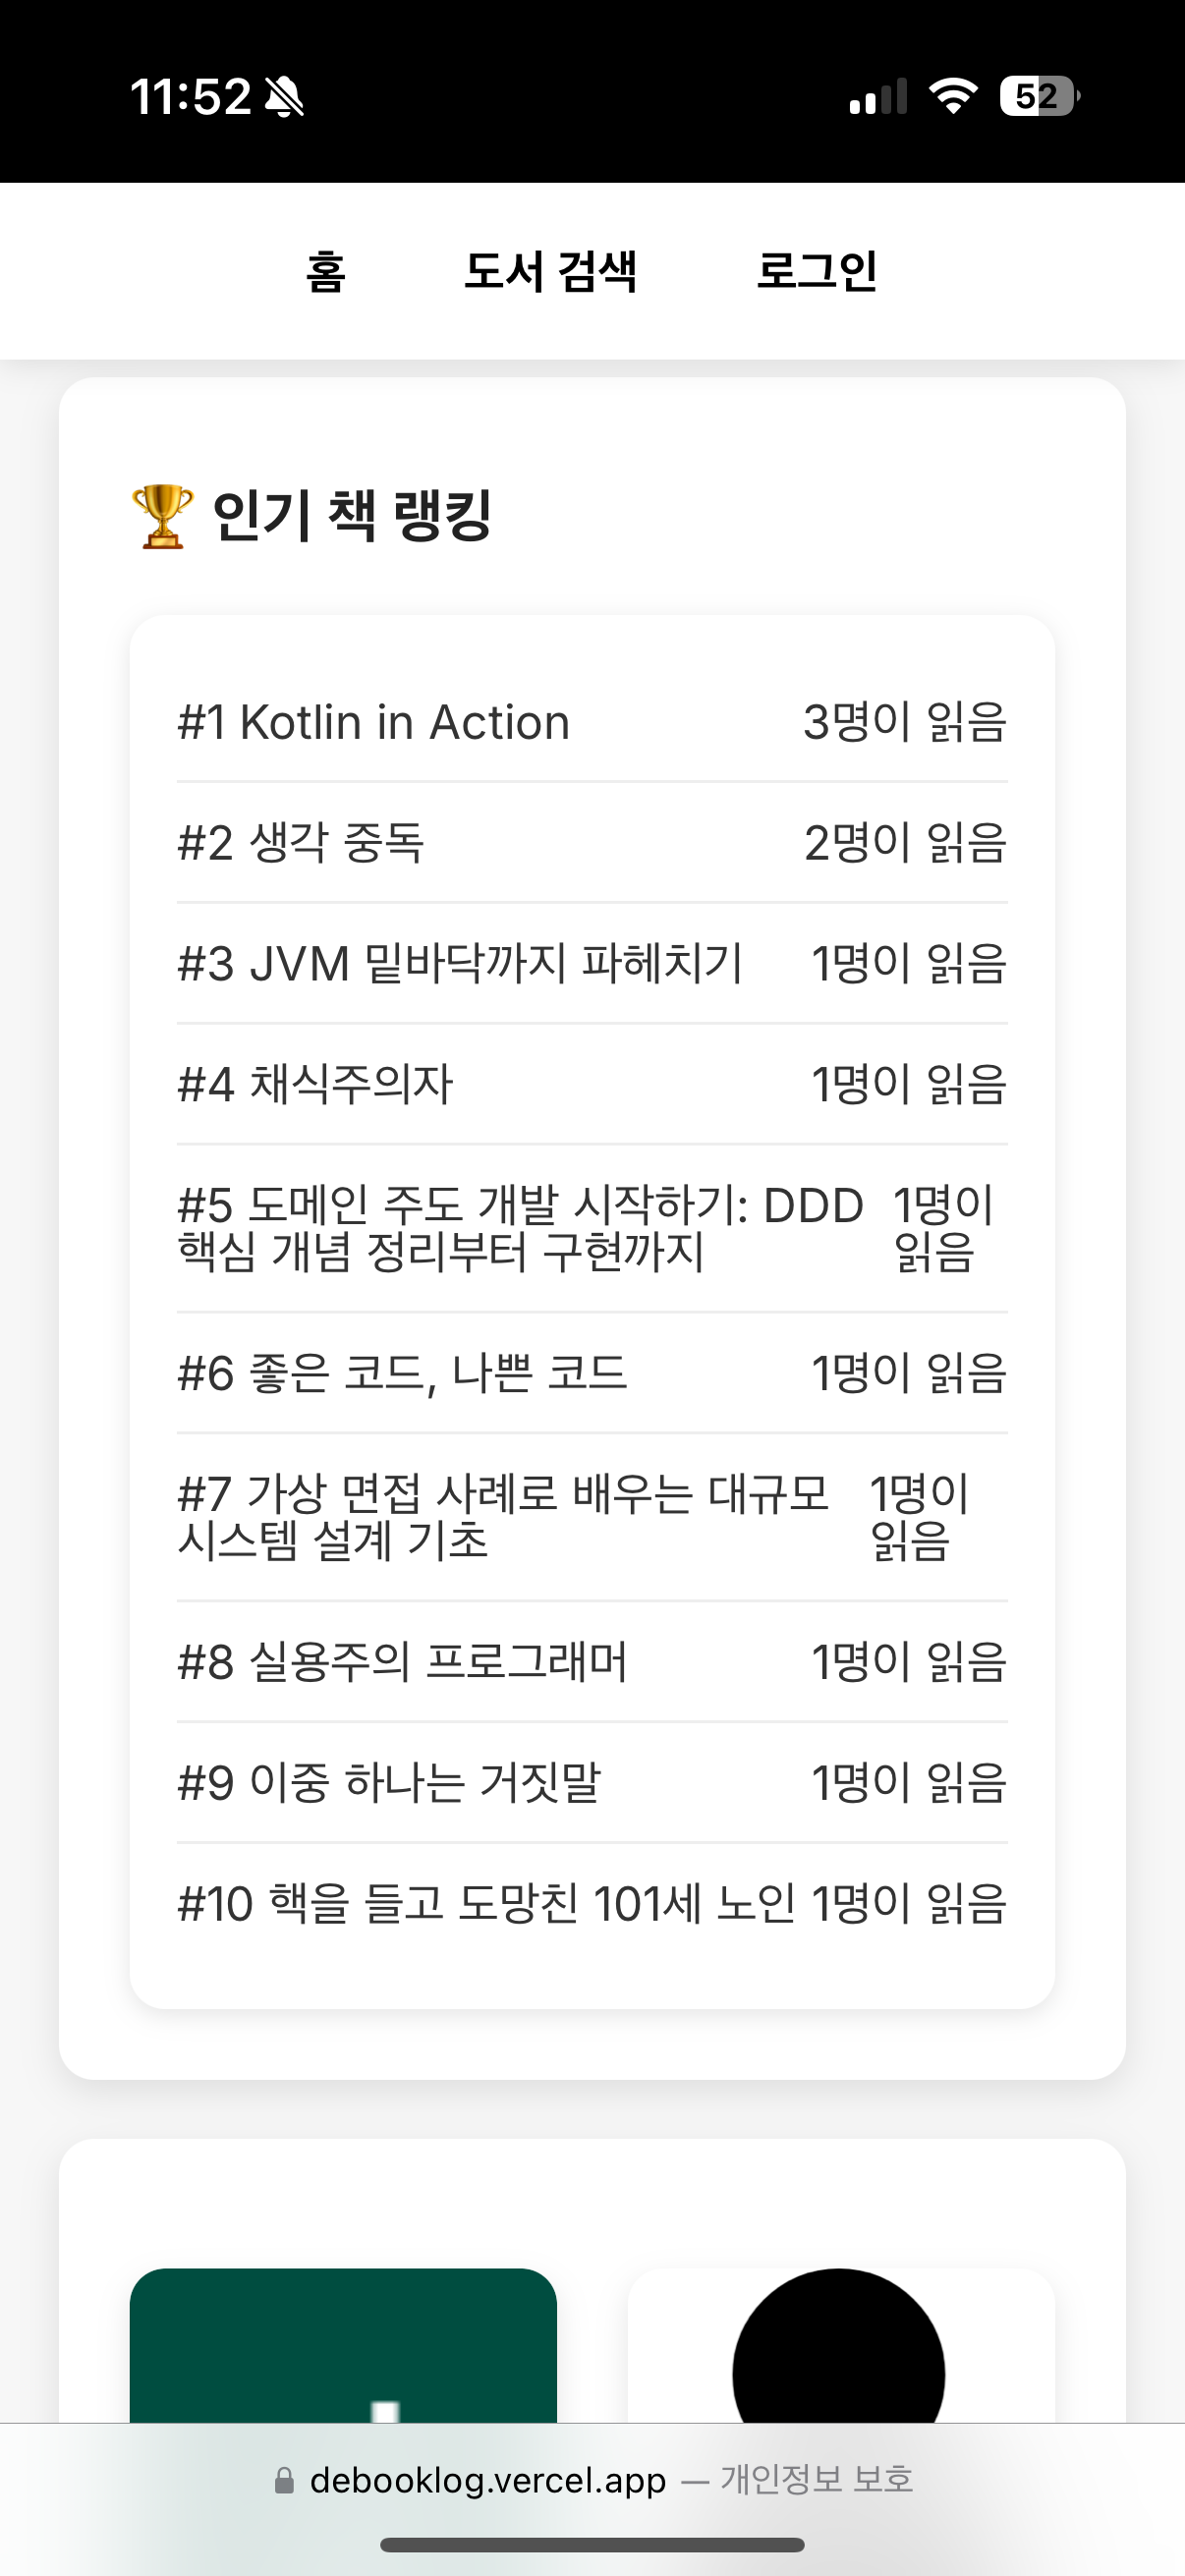 11:52
52
홈 도서 검색 로그인
🏆 인기 책 랭킹
#1 Kotlin in Action 3명이 읽음
#2 생각 중독 2명이 읽음
#3 JVM 밑바닥까지 파헤치기 1명이 읽음
#4 채식주의자 1명이 읽음
#5 도메인 주도 개발 시작하기: DDD 1명이
핵심 개념 정리부터 구현까지 읽음
#6 좋은 코드, 나쁜 코드 1명이 읽음
#7 가상 면접 사례로 배우는 대규모 1명이
시스템 설계 기초 읽음
#8 실용주의 프로그래머 1명이 읽음
#9 이중 하나는 거짓말 1명이 읽음
#10 핵을 들고 도망친 101세 노인 1명이 읽음
debooklog.vercel.app — 개인정보 보호